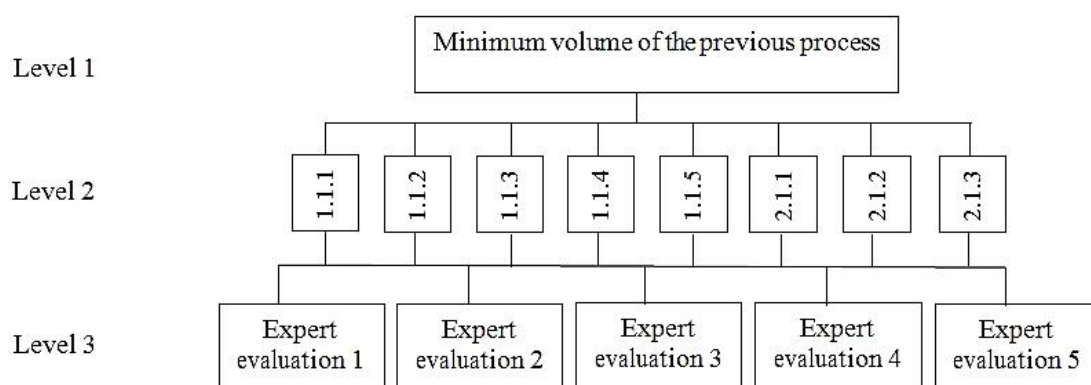 Minimum volume of the previous process
Level 1
Level 2
1.1.1
1.1.2
1.1.3
1.1.4
1.1.5
2.1.1
2.1.2
2.1.3
Level 3
Expert
evaluation 1
Expert
evaluation 2
Expert
evaluation 3
Expert
evaluation 4
Expert
evaluation 5